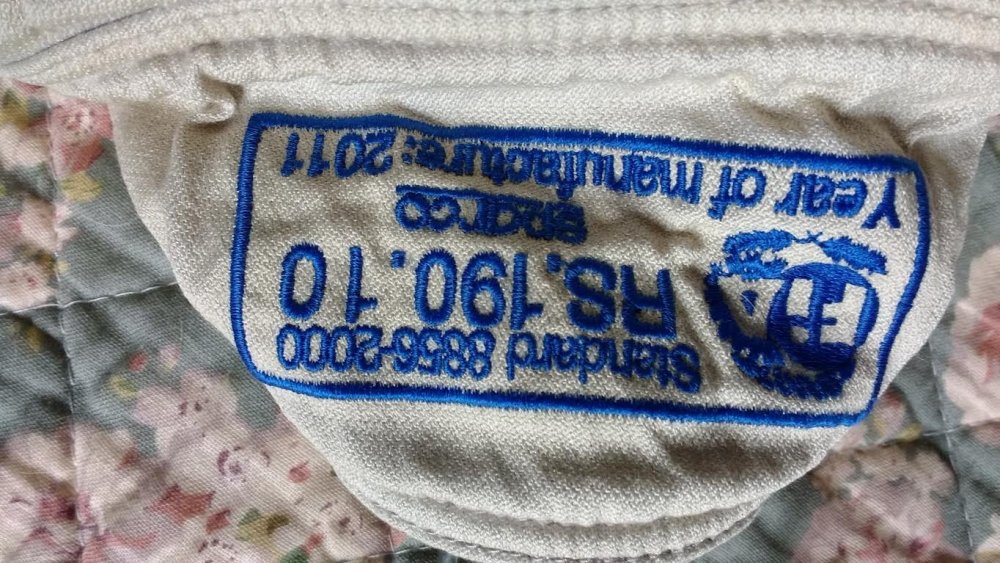 Standard 8856-2000
RS.190.10
sparco
Year of manufacture: 2011